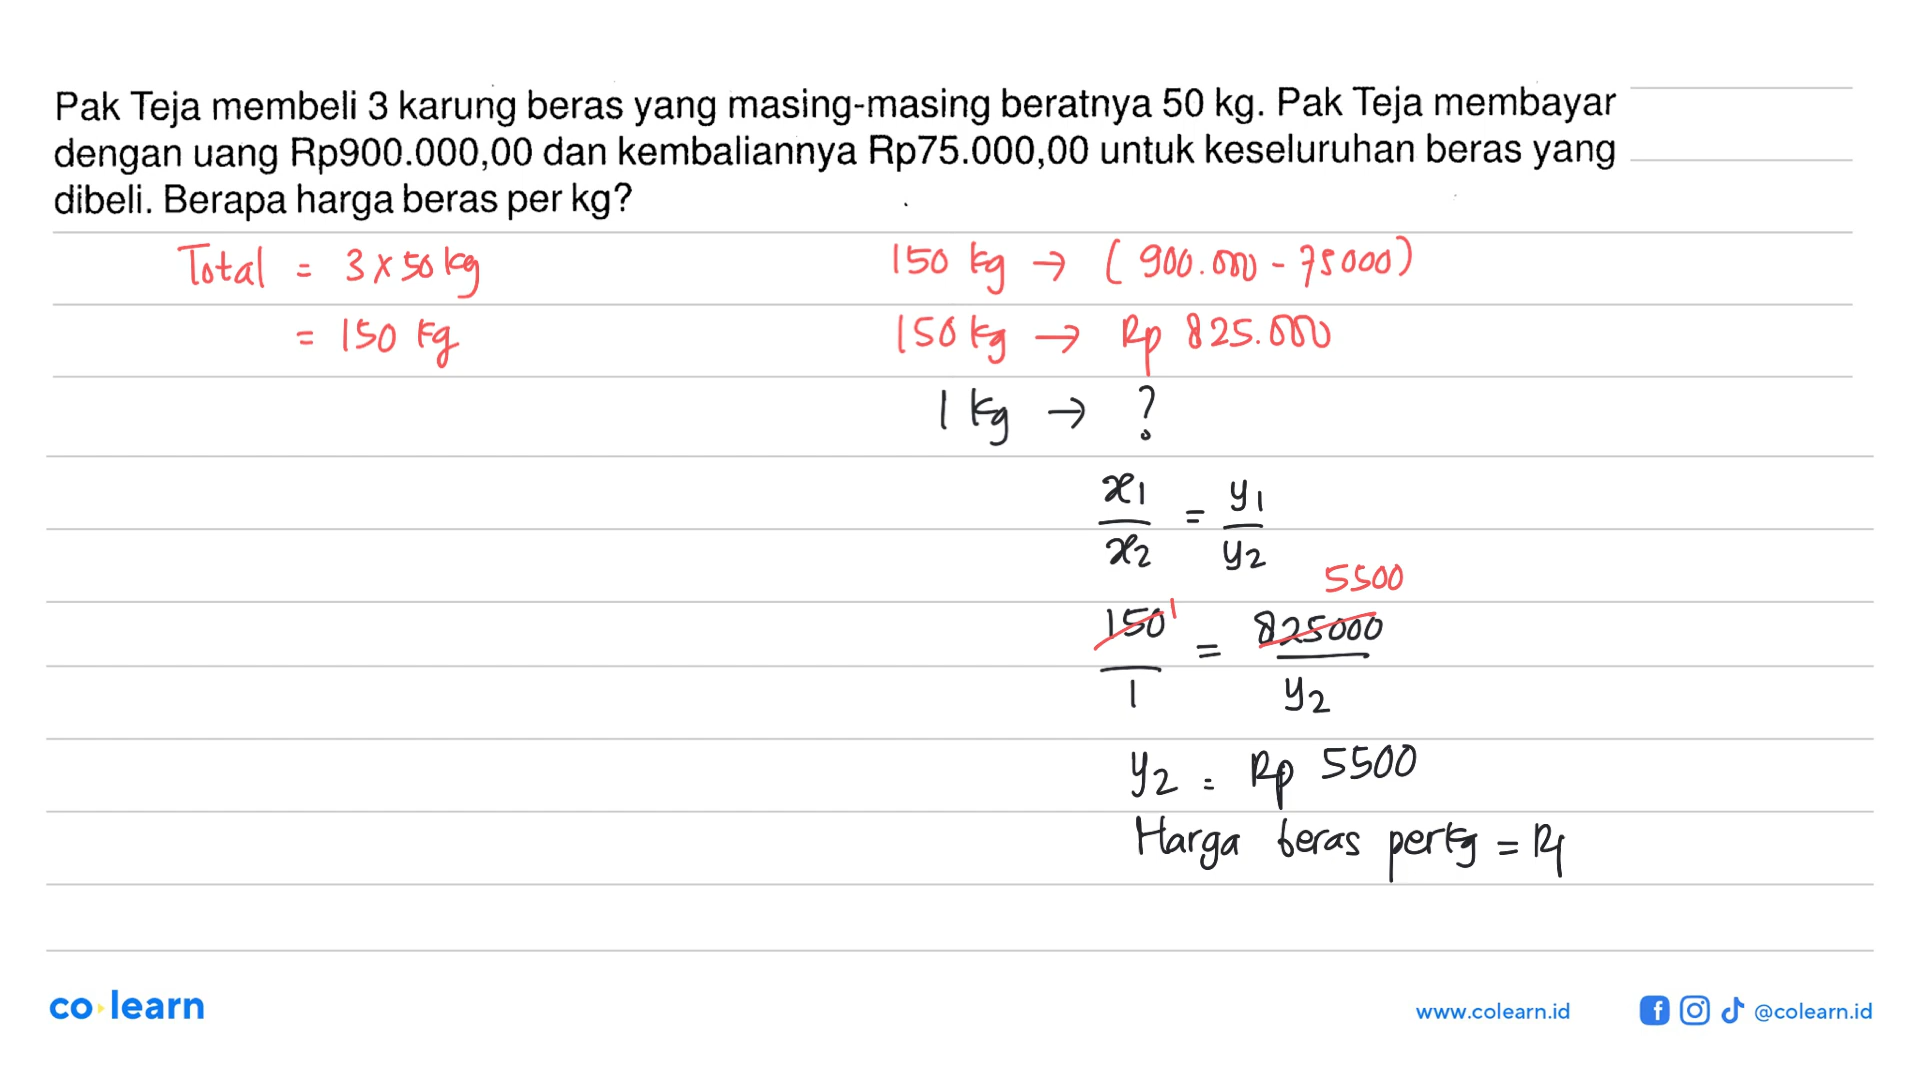 Pak Teja membeli 3 karung beras yang masing-masing beratnya 50 kg. Pak Teja membayar
dengan uang Rp900.000,00 dan kembaliannya Rp75.000,00 untuk keseluruhan beras yang
dibeli. Berapa harga beras per kg?
Total = 3 x 50 kg
= 150 kg
150 kg → (900.000 - 75000)
150 kg → Rp 825.000
1 kg → ?
x1/x2 = y1/y2
5500
150/1 = 825000/y2
1
y2 = Rp 5500
Harga beras per kg = Rp
co learn
www.colearn.id
@colearn.id